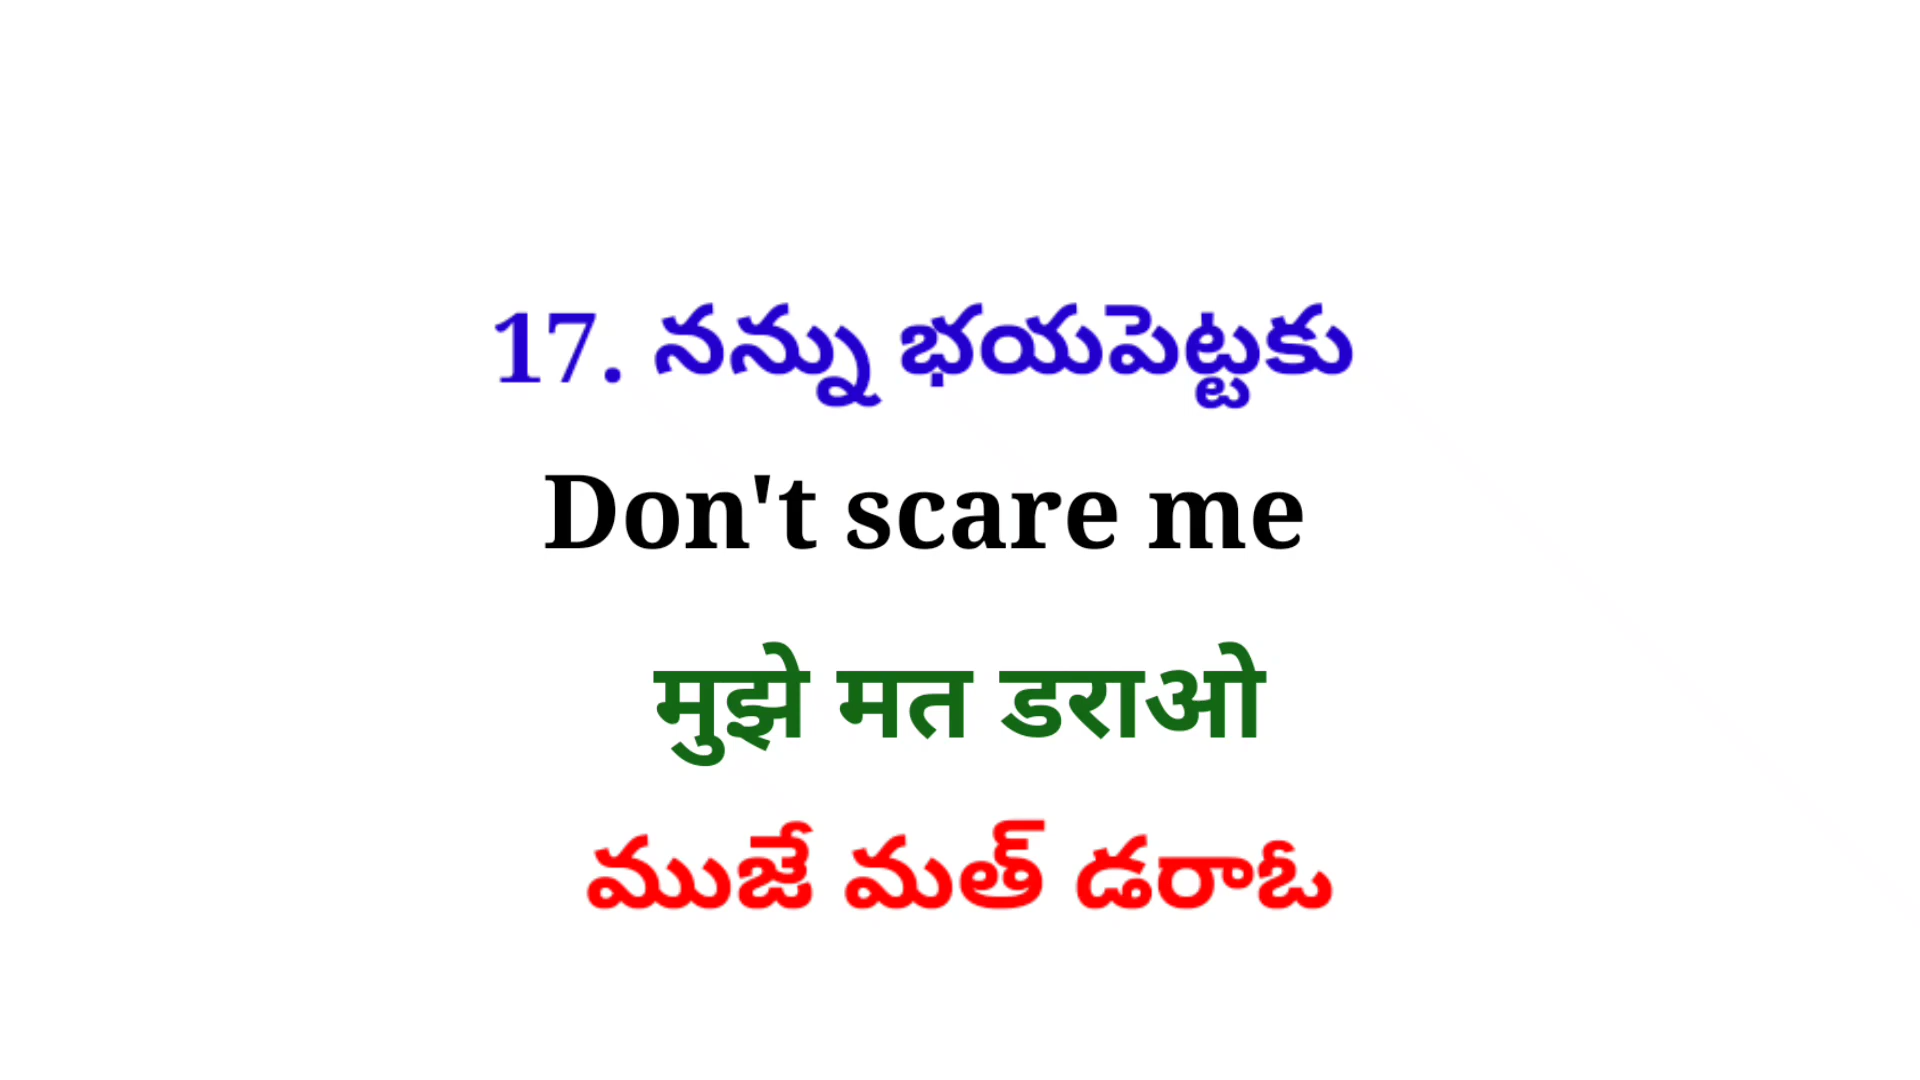 17. నన్ను భయపెట్టకు
Don't scare me
मुझे मत डराओ
ముజే మత్ డరాఓ